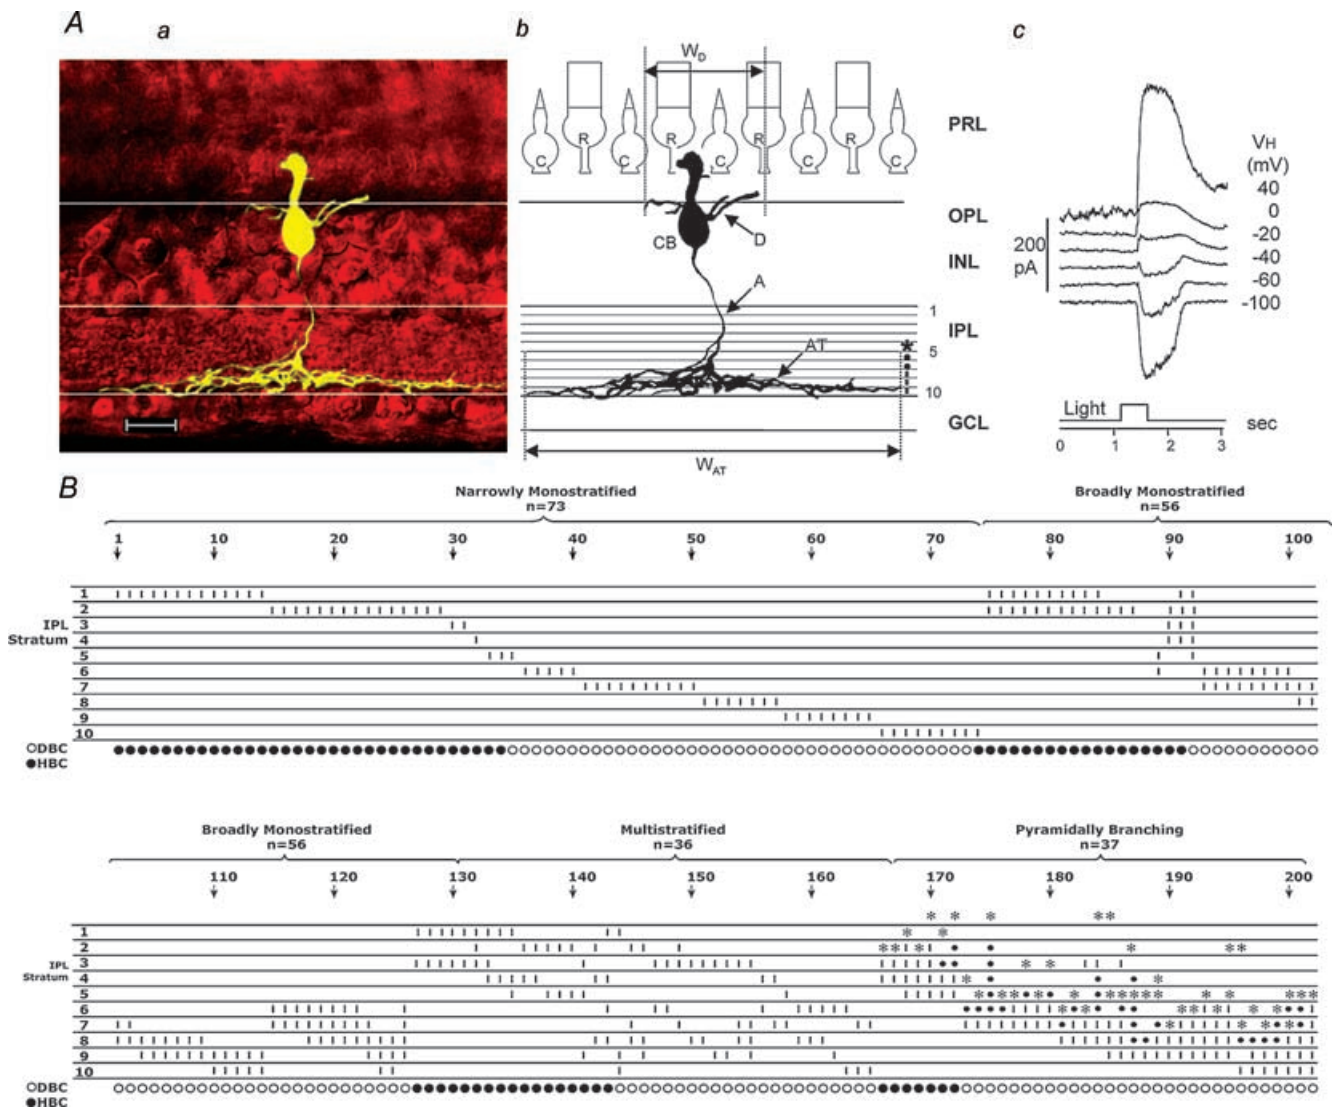 A
a
b
c
W_D
PRL
V_H
(mV)
R R R R
C C C C C
40
OPL
0
-20
CB
D
200
pA
INL
-40
-60
A
1
-100
IPL
AT
*
5
10
Light
sec
GCL
0 1 2 3
W_AT
B
Narrowly Monostratified
n=73
Broadly Monostratified
n=56
1 10 20 30 40 50 60 70 80 90 100
1
2
IPL 3
Stratum 4
5
6
7
8
9
10
○DBC
●HBC
Broadly Monostratified
n=56
Multistratified
n=36
Pyramidally Branching
n=37
110 120 130 140 150 160 170 180 190 200
1
2
IPL 3
Stratum 4
5
6
7
8
9
10
○DBC
●HBC